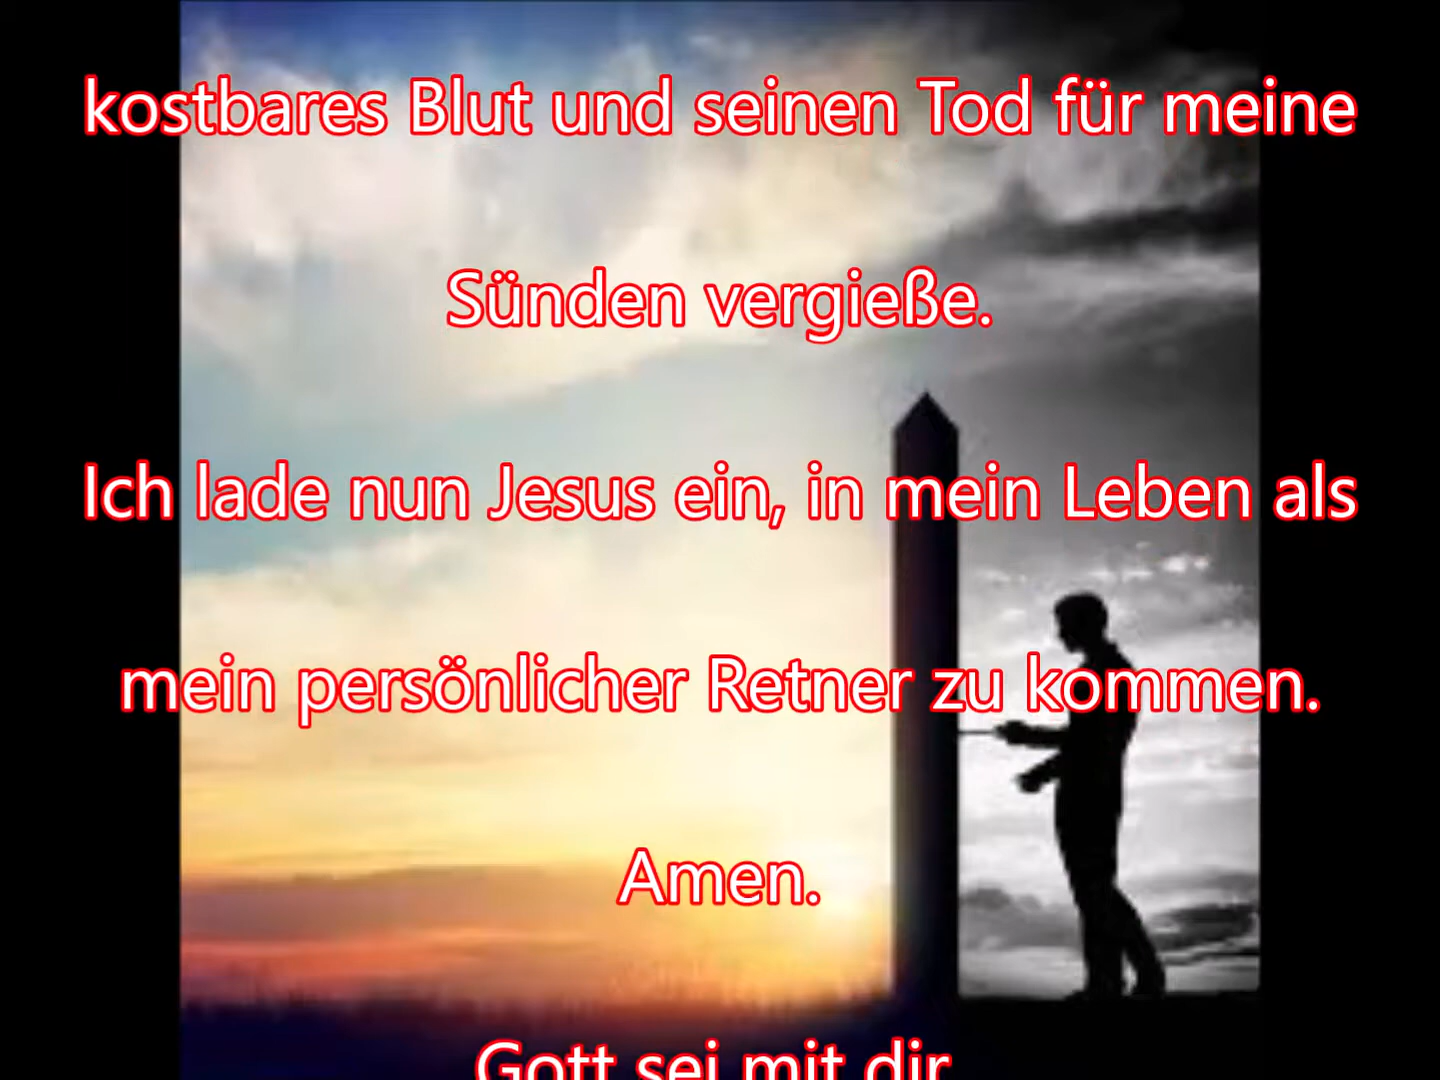 kostbares Blut und seinen Tod für meine
Sünden vergieße.
Ich lade nun Jesus ein, in mein Leben als
mein persönlicher Retner zu kommen.
Amen.
Gott sei mit dir